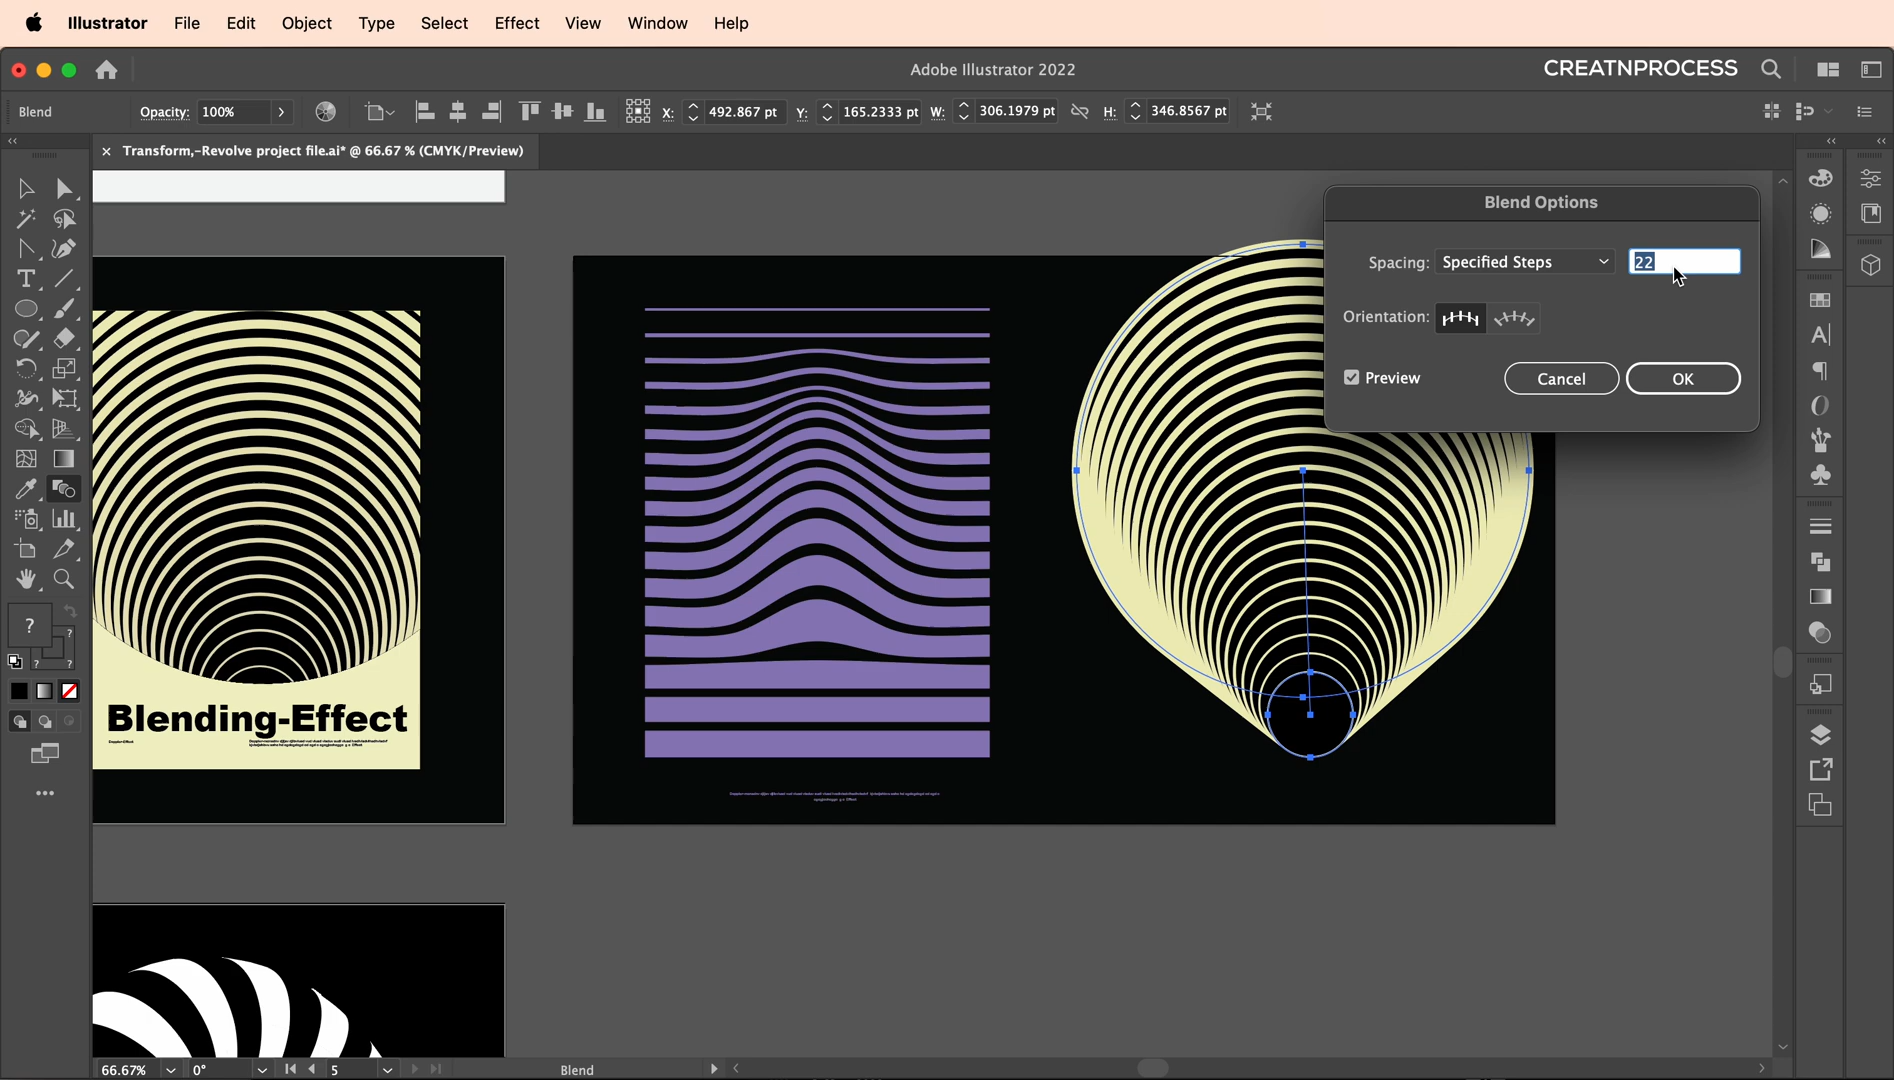 Illustrator File Edit Object Type Select Effect View Window Help
Adobe Illustrator 2022
CREATNPROCESS
Blend Opacity: 100% X: 492.867 pt Y: 165.2333 pt W: 306.1979 pt H: 346.8567 pt
× Transform,-Revolve project file.ai* @ 66.67 % (CMYK/Preview)
Blend Options
Spacing: Specified Steps 22
Orientation:
Preview Cancel OK
Blending-Effect
? ?
? ?
66.67% 0° 5 Blend